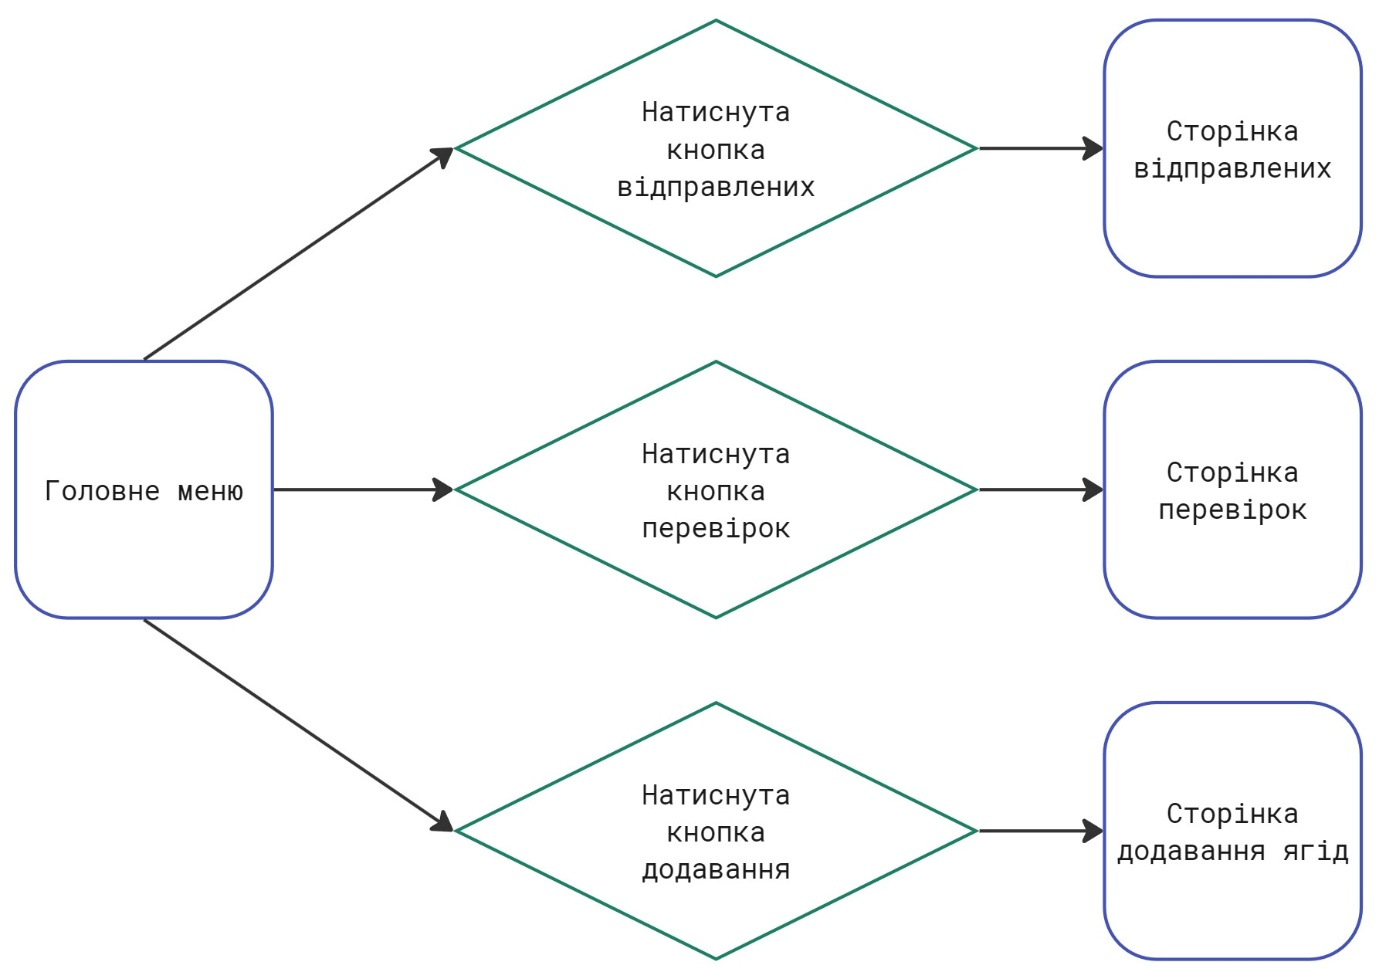 Натиснута
кнопка
відправлених
Сторінка
відправлених
Головне меню
Натиснута
кнопка
перевірок
Сторінка
перевірок
Натиснута
кнопка
додавання
Сторінка
додавання ягід